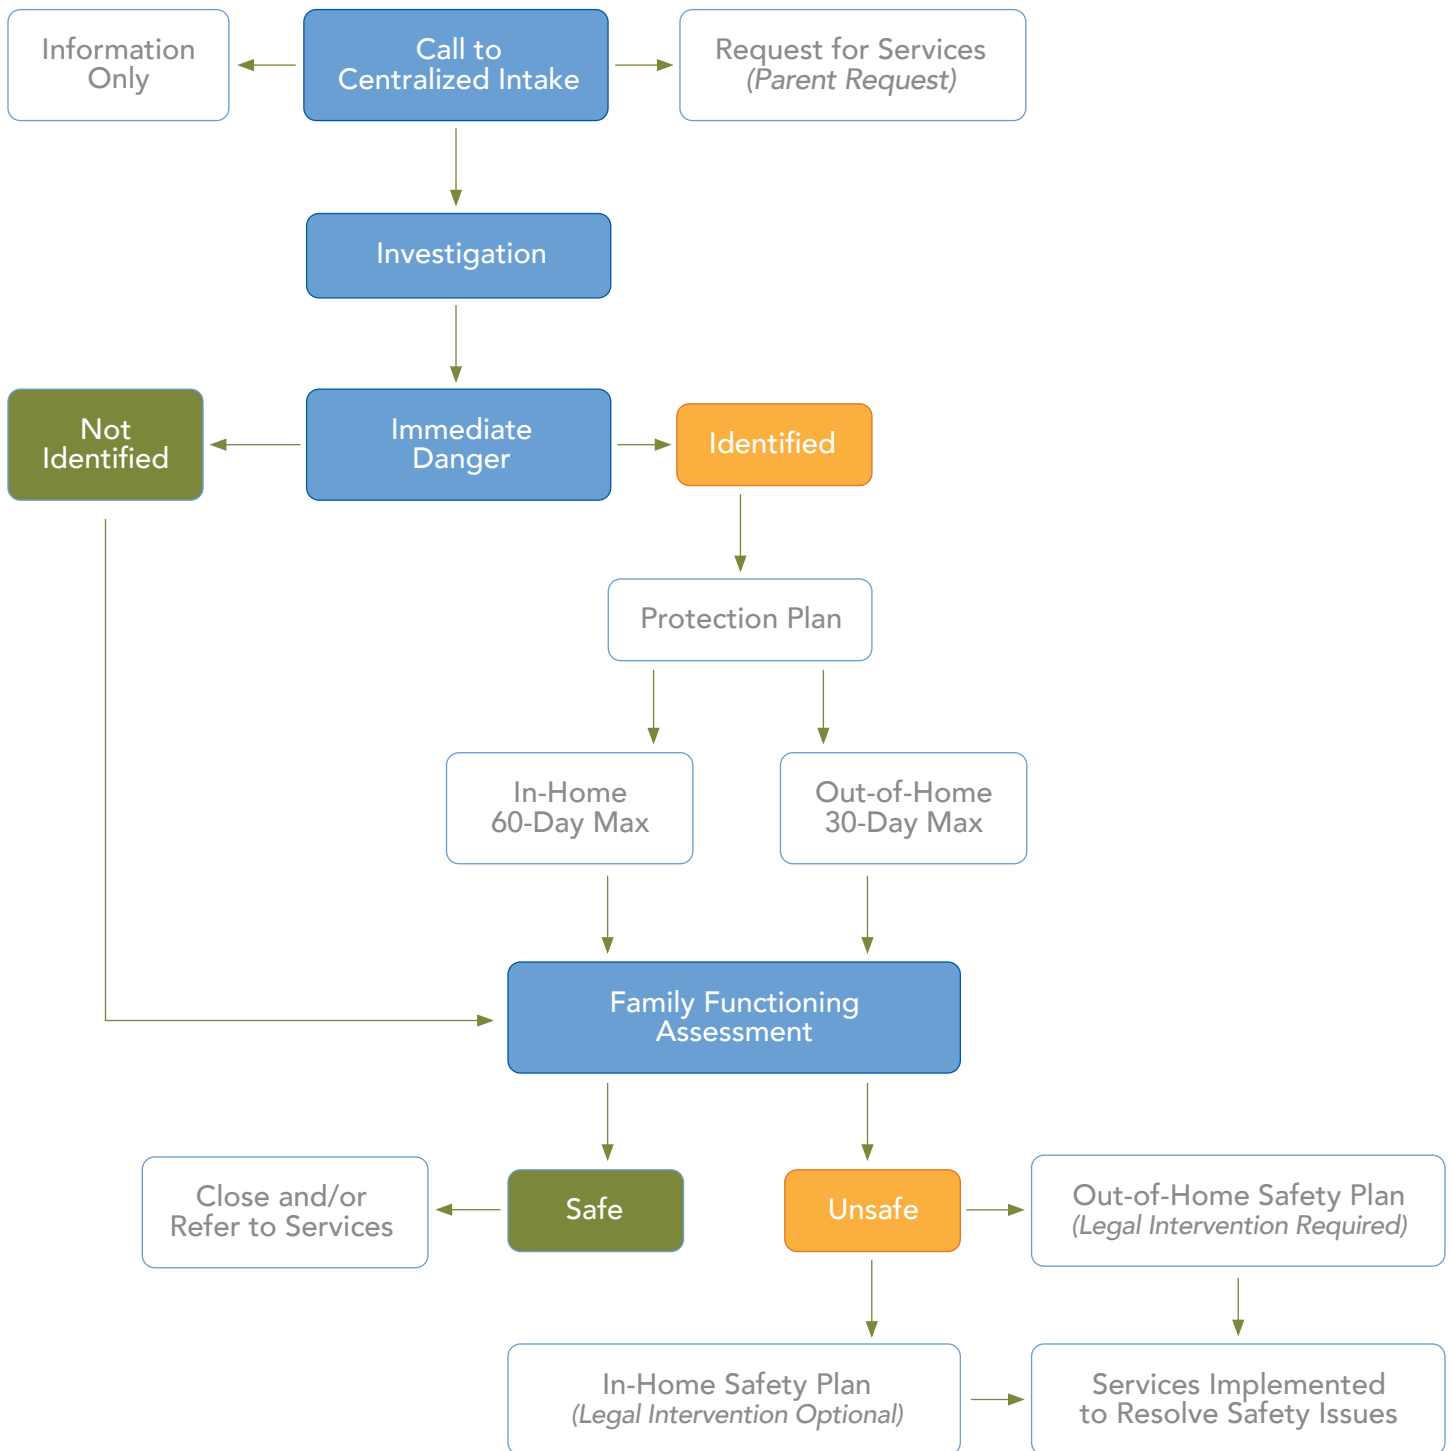 Information
Only
Call to
Centralized Intake
Request for Services
(Parent Request)
Investigation
Not
Identified
Immediate
Danger
Identified
Protection Plan
In-Home
60-Day Max
Out-of-Home
30-Day Max
Family Functioning
Assessment
Close and/or
Refer to Services
Safe
Unsafe
Out-of-Home Safety Plan
(Legal Intervention Required)
In-Home Safety Plan
(Legal Intervention Optional)
Services Implemented
to Resolve Safety Issues